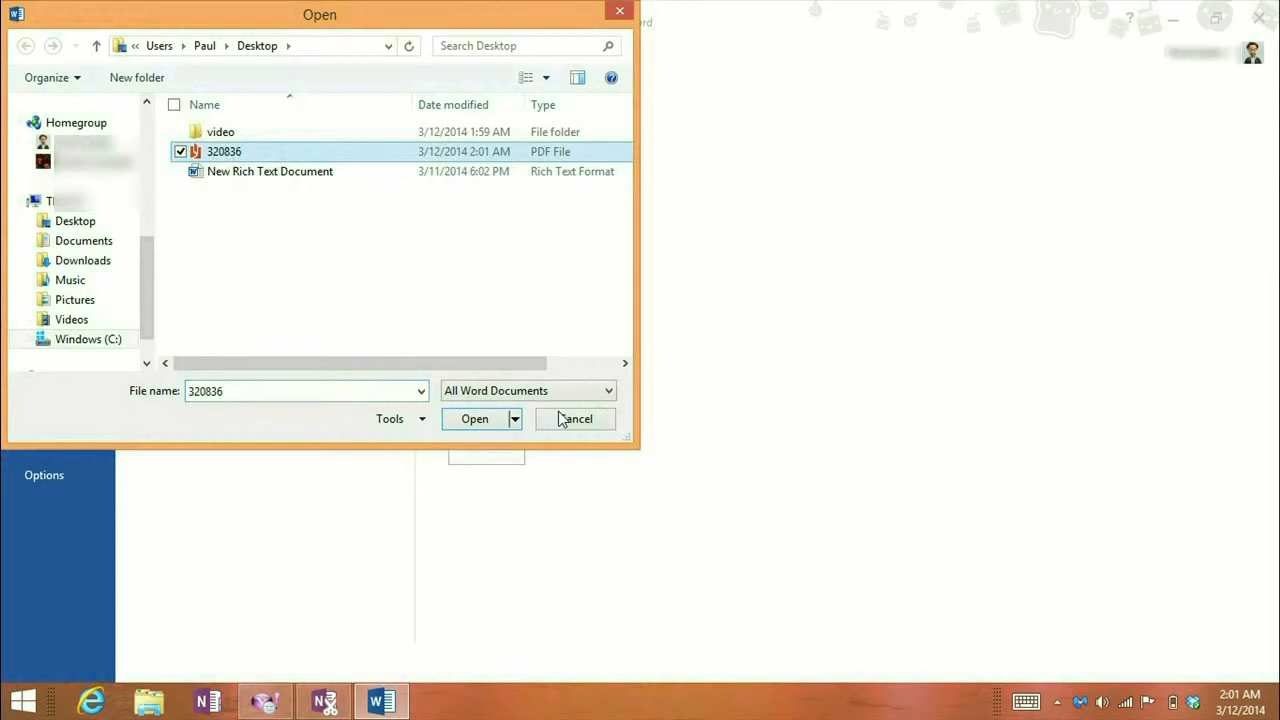 Open
rd
?
« Users Paul Desktop
Search Desktop
Organize
New folder
Name
Date modified
Type
Homegroup
video
3/12/2014 1:59 AM
File folder
320836
3/12/2014 2:01 AM
PDF File
New Rich Text Document
3/11/2014 6:02 PM
Rich Text Format
Desktop
Documents
Downloads
Music
Pictures
Videos
Windows (C:)
File name:
320836
All Word Documents
Tools
Open
Cancel
Options
2:01 AM
3/12/2014